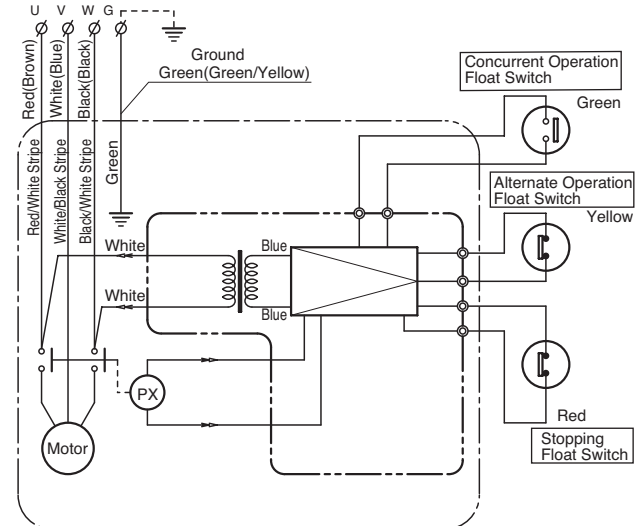 U V W G
Red(Brown)
White(Blue)
Black(Black)
Ground
Green(Green/Yellow)
Concurrent Operation
Float Switch
Green
Red/White Stripe
White/Black Stripe
Black/White Stripe
Green
Alternate Operation
Float Switch
Yellow
White
Blue
White
Blue
PX
Motor
Red
Stopping
Float Switch